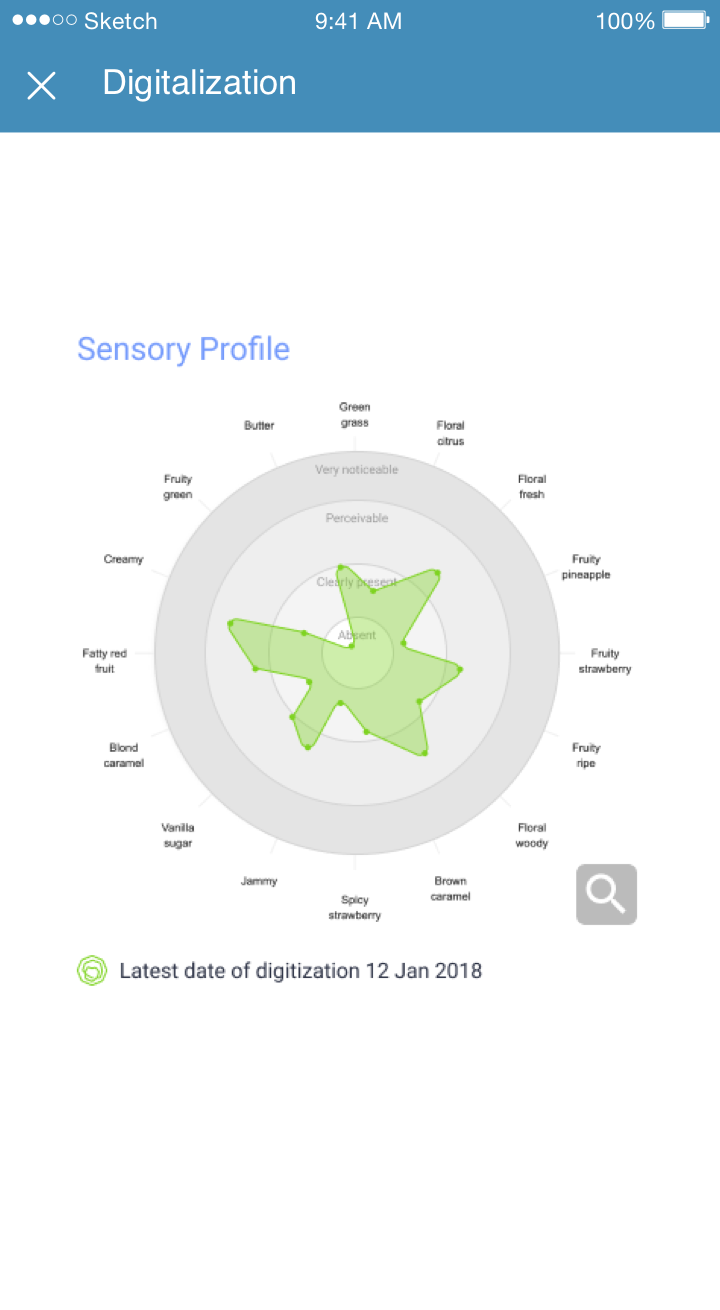 Sketch
9:41 AM
100%
Digitalization
Sensory Profile
Green
grass
Butter
Floral
citrus
Very noticeable
Fruity
green
Floral
fresh
Perceivable
Creamy
Fruity
pineapple
Clearly present
Absent
Fatty red
fruit
Fruity
strawberry
Blond
caramel
Fruity
ripe
Vanilla
sugar
Floral
woody
Jammy
Brown
caramel
Spicy
strawberry
Latest date of digitization 12 Jan 2018